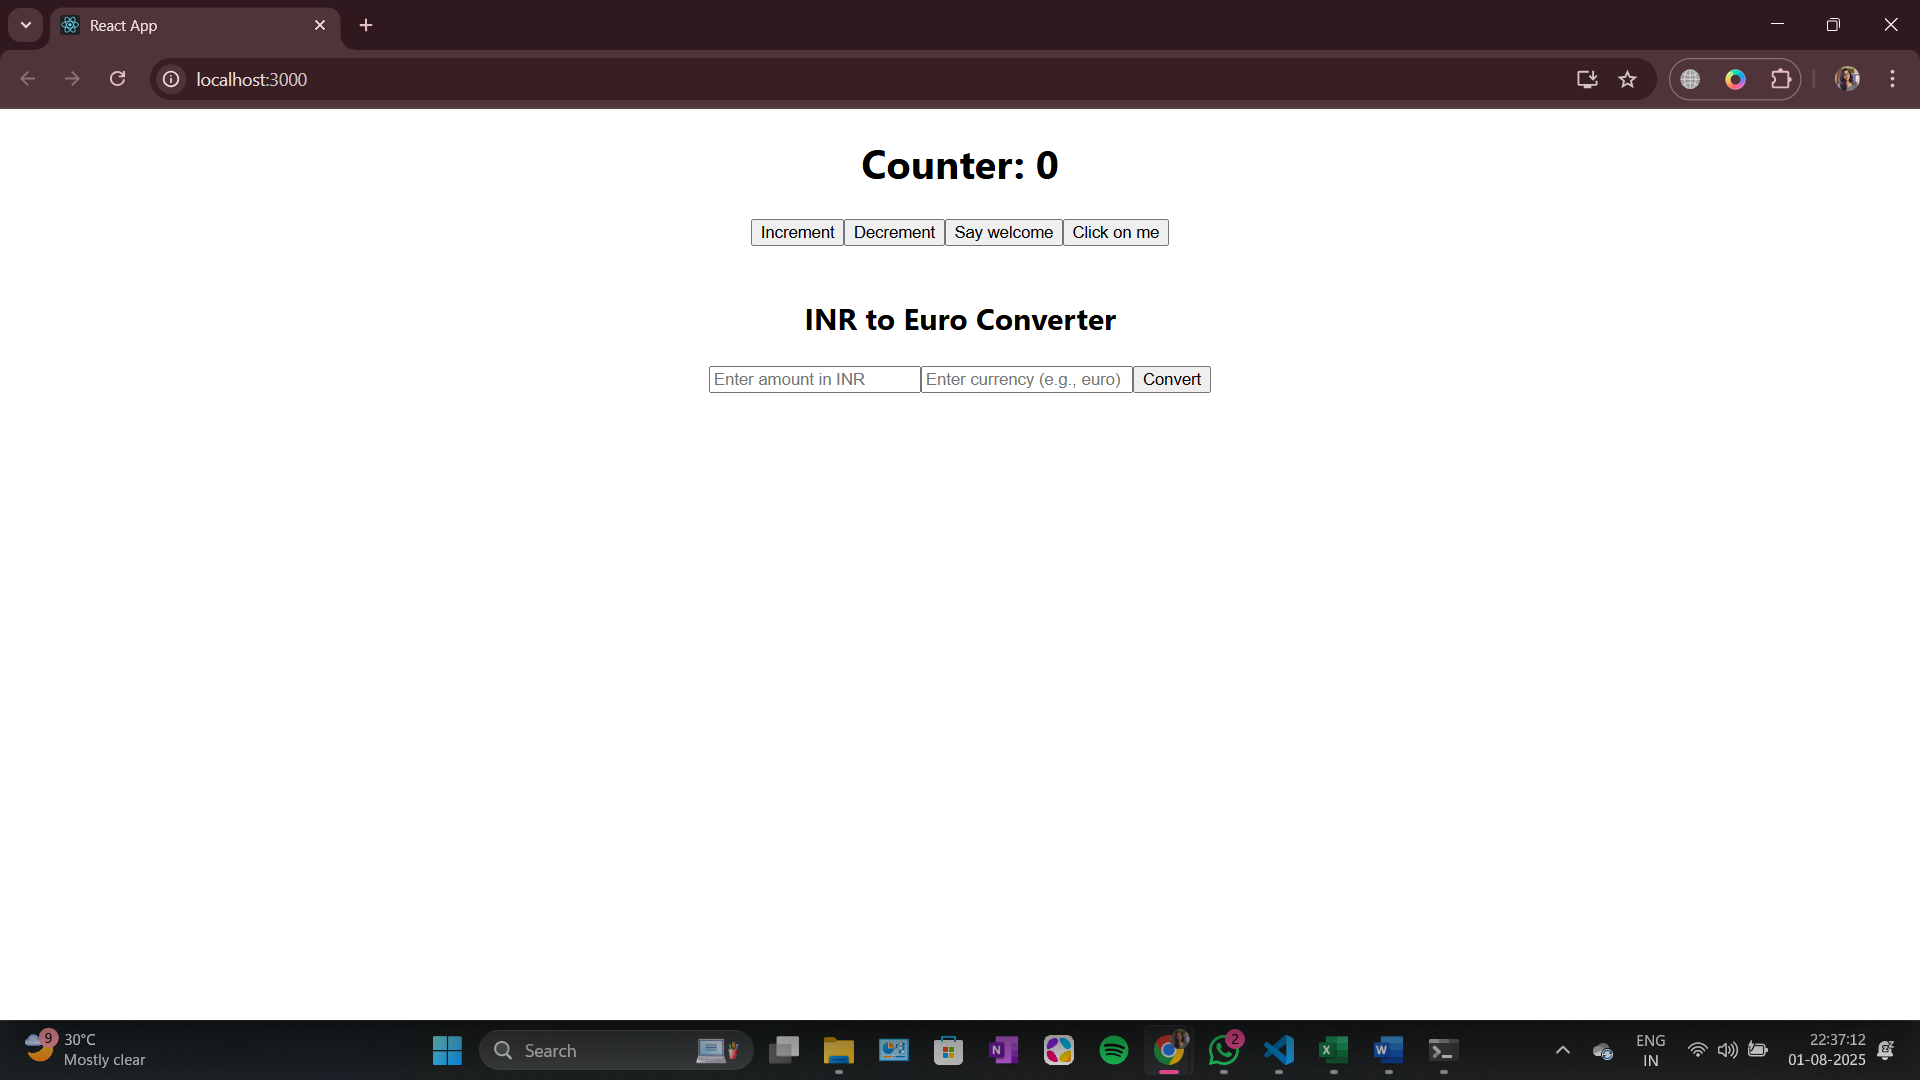 React App
localhost:3000
Counter: 0
Increment Decrement Say welcome Click on me
INR to Euro Converter
Enter amount in INR Enter currency (e.g., euro) Convert
9 30°C
Mostly clear
Search
2
ENG
IN
22:37:12
01-08-2025